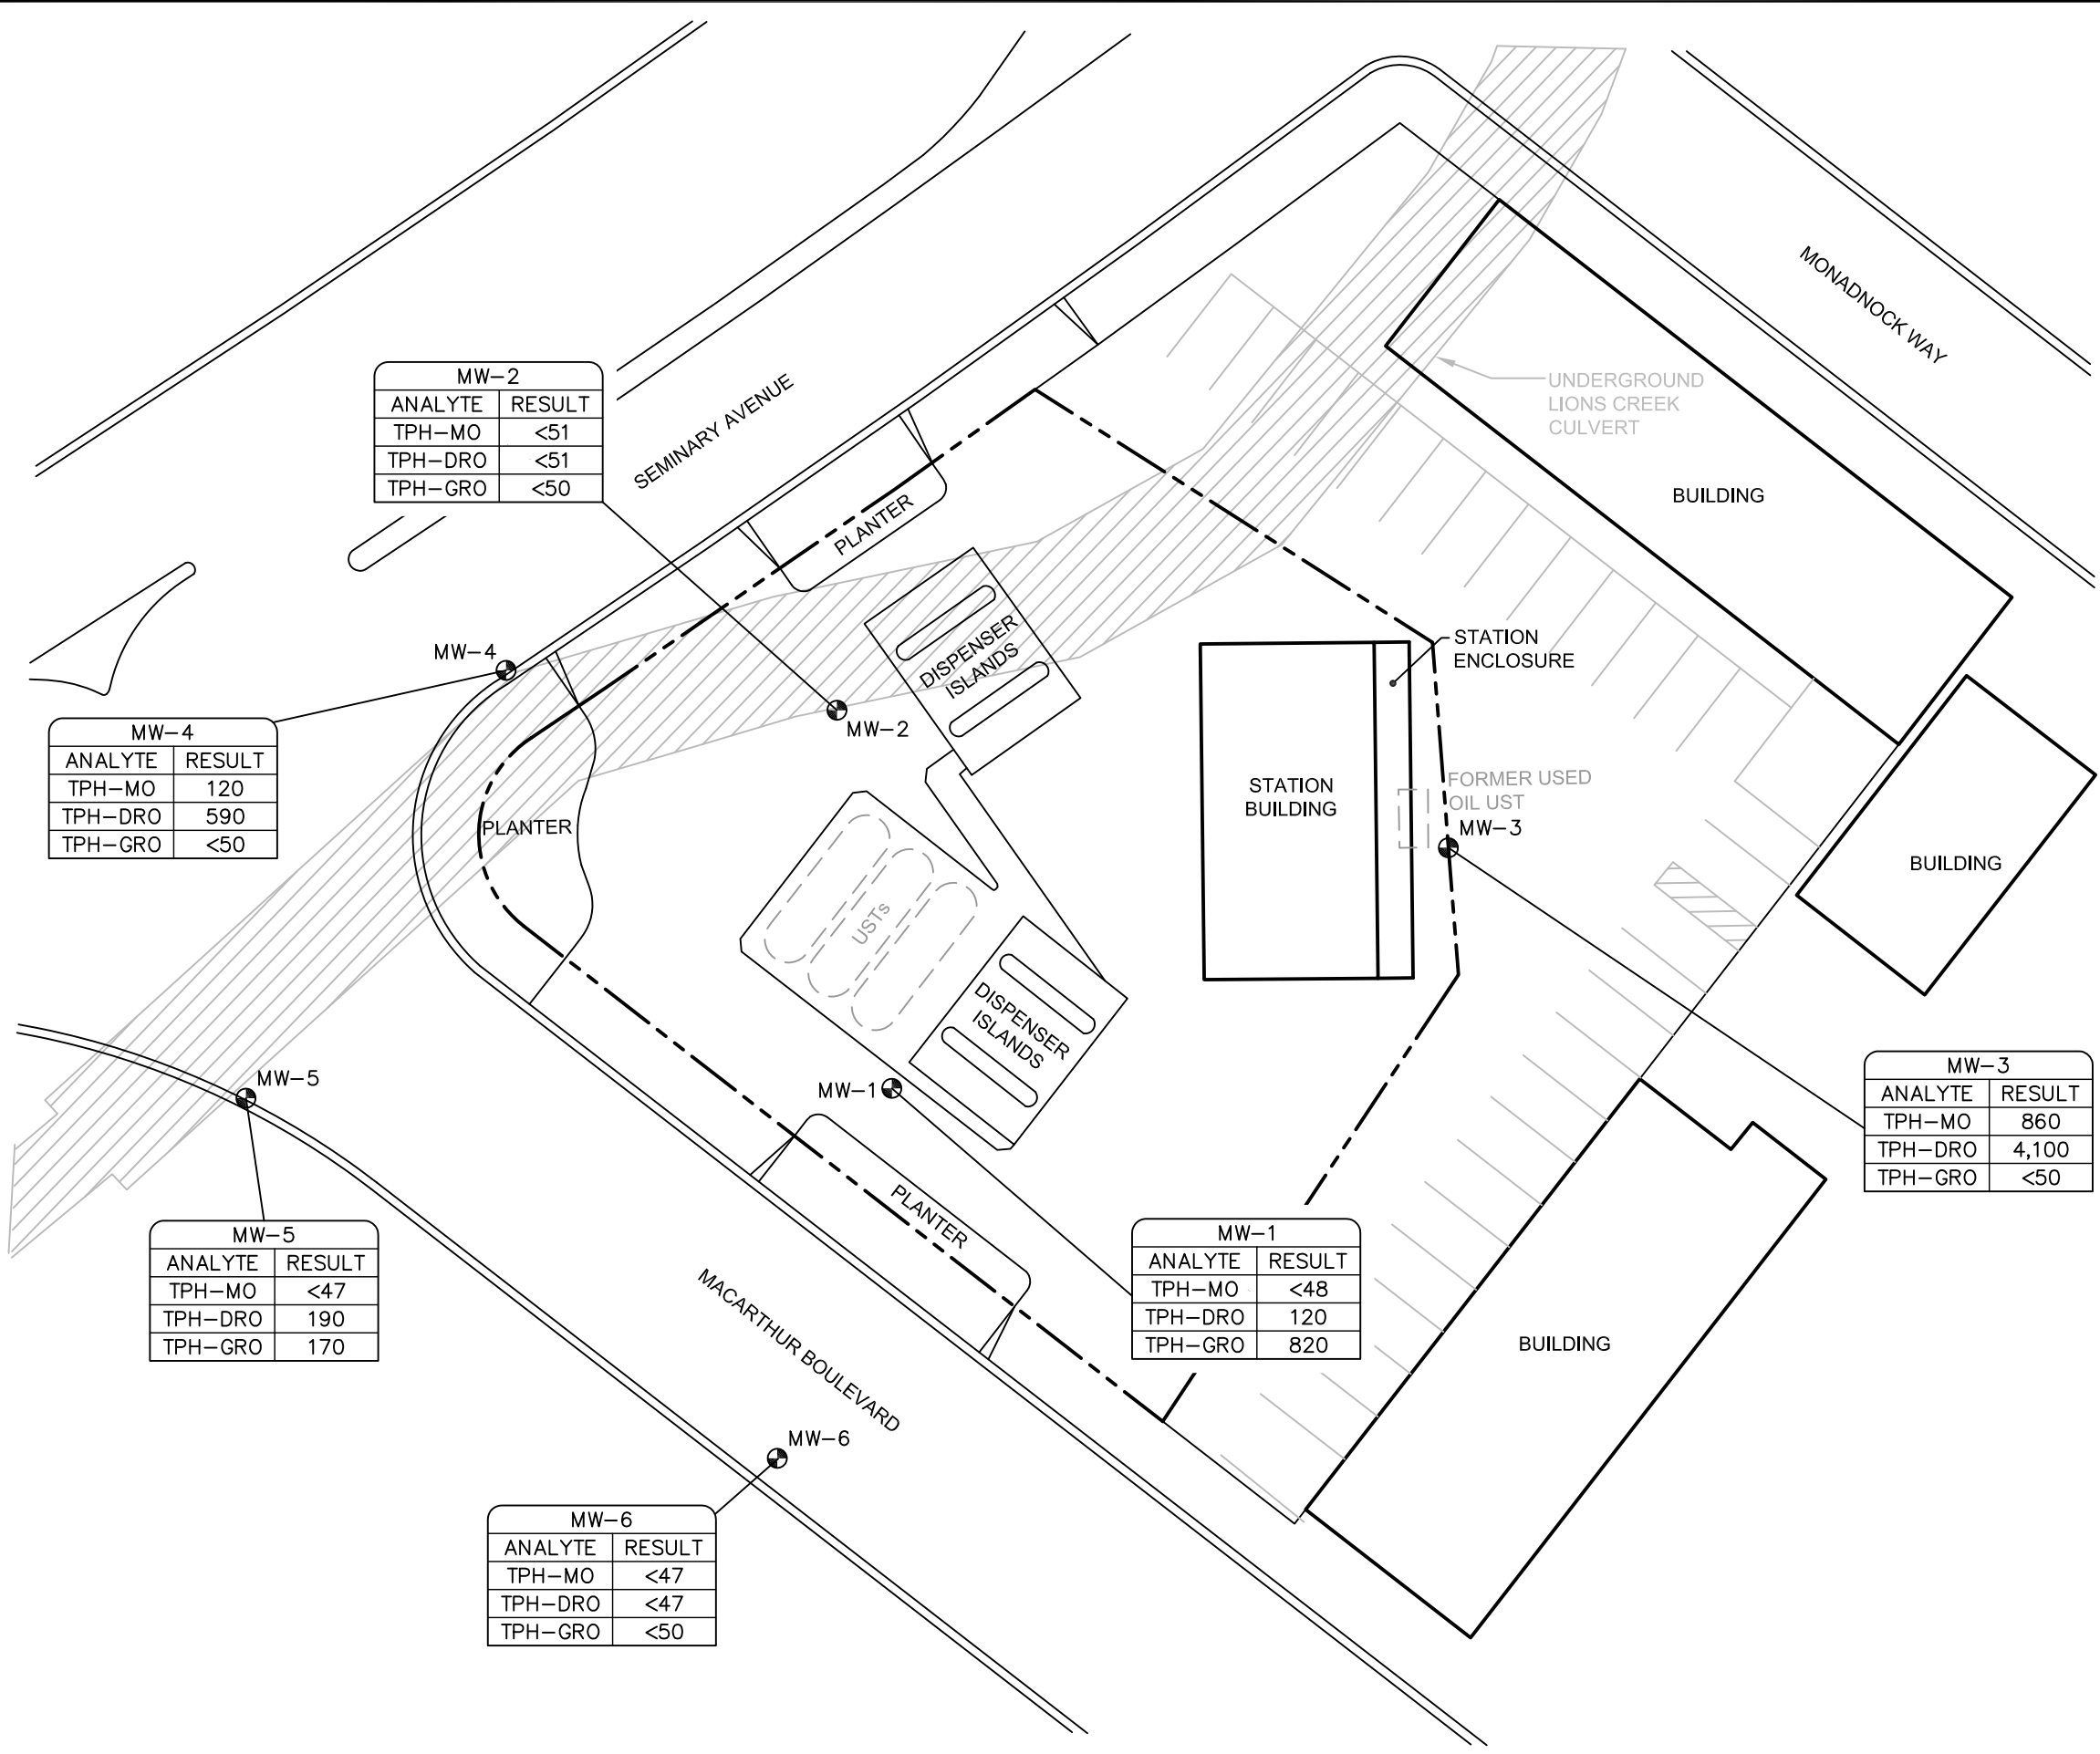 MONADNOCK WAY
MW-2
ANALYTE RESULT
TPH-MO <51
TPH-DRO <51
TPH-GRO <50
SEMINARY AVENUE
UNDERGROUND
LIONS CREEK
CULVERT
BUILDING
PLANTER
DISPENSER
ISLANDS
STATION
ENCLOSURE
MW-4
MW-2
MW-4
ANALYTE RESULT
TPH-MO 120
TPH-DRO 590
TPH-GRO <50
PLANTER
STATION
BUILDING
FORMER USED
OIL UST
MW-3
BUILDING
USTs
DISPENSER
ISLANDS
MW-5
MW-1
MW-3
ANALYTE RESULT
TPH-MO 860
TPH-DRO 4,100
TPH-GRO <50
PLANTER
MW-5
ANALYTE RESULT
TPH-MO <47
TPH-DRO 190
TPH-GRO 170
MW-1
ANALYTE RESULT
TPH-MO <48
TPH-DRO 120
TPH-GRO 820
MACARTHUR BOULEVARD
BUILDING
MW-6
MW-6
ANALYTE RESULT
TPH-MO <47
TPH-DRO <47
TPH-GRO <50